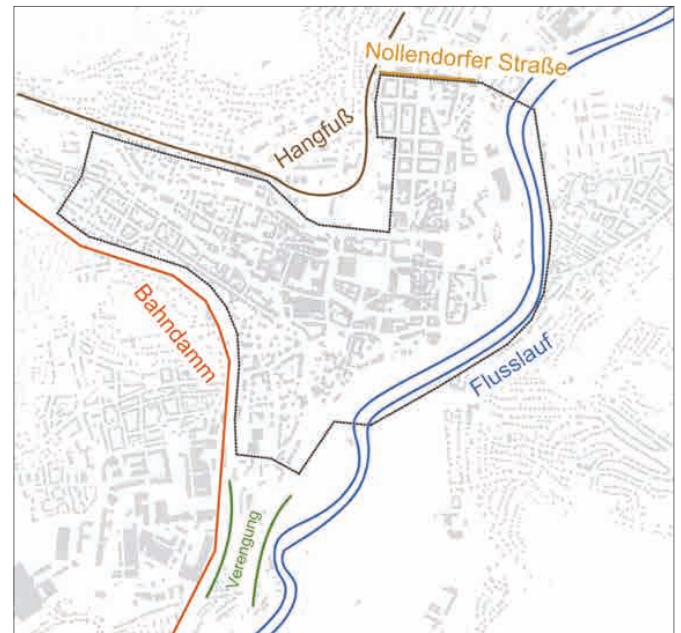 Nollendorfer Straße
Hangfuß
Bahndamm
Flusslauf
Verengung